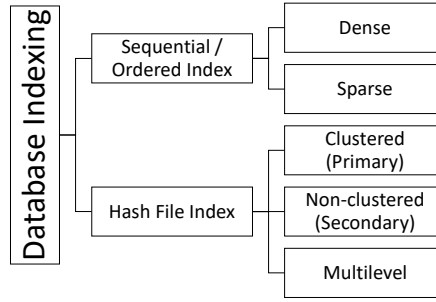 Database Indexing
Sequential /
Ordered Index
Dense
Sparse
Hash File Index
Clustered
(Primary)
Non-clustered
(Secondary)
Multilevel